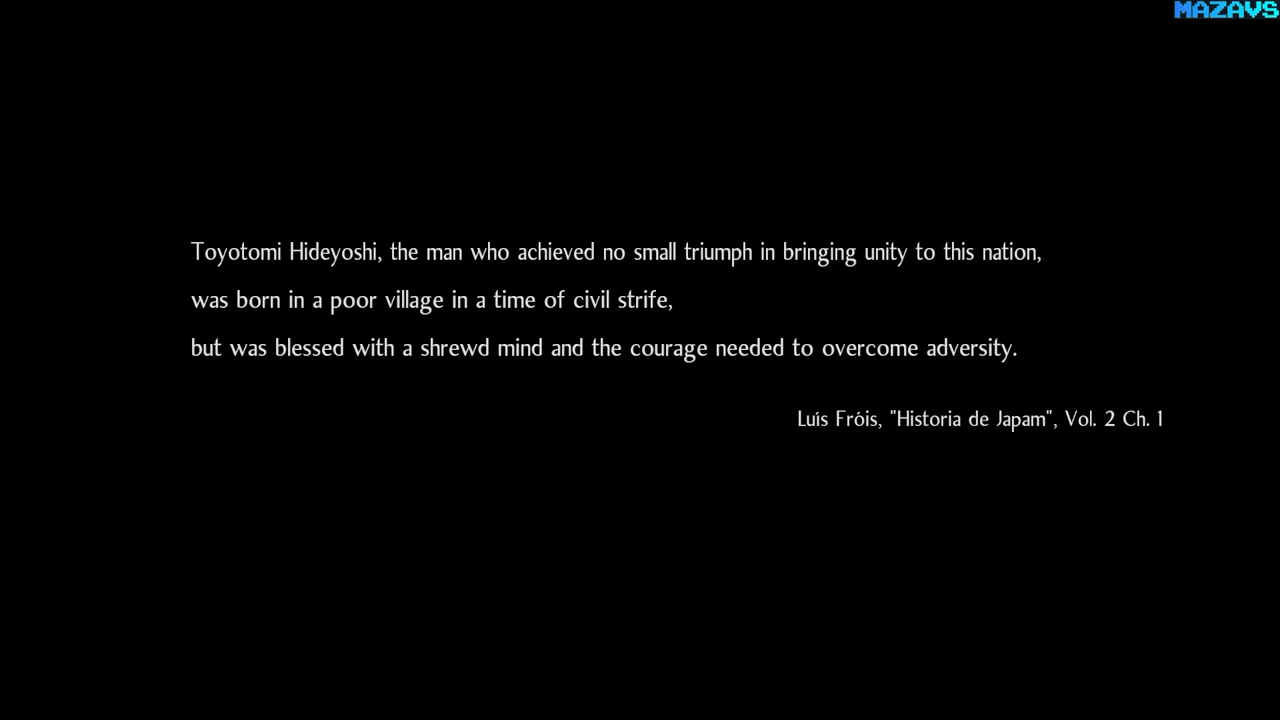 MAZAVS
Toyotomi Hideyoshi, the man who achieved no small triumph in bringing unity to this nation,
was born in a poor village in a time of civil strife,
but was blessed with a shrewd mind and the courage needed to overcome adversity.
Luís Fróis, "Historia de Japam", Vol. 2 Ch. 1